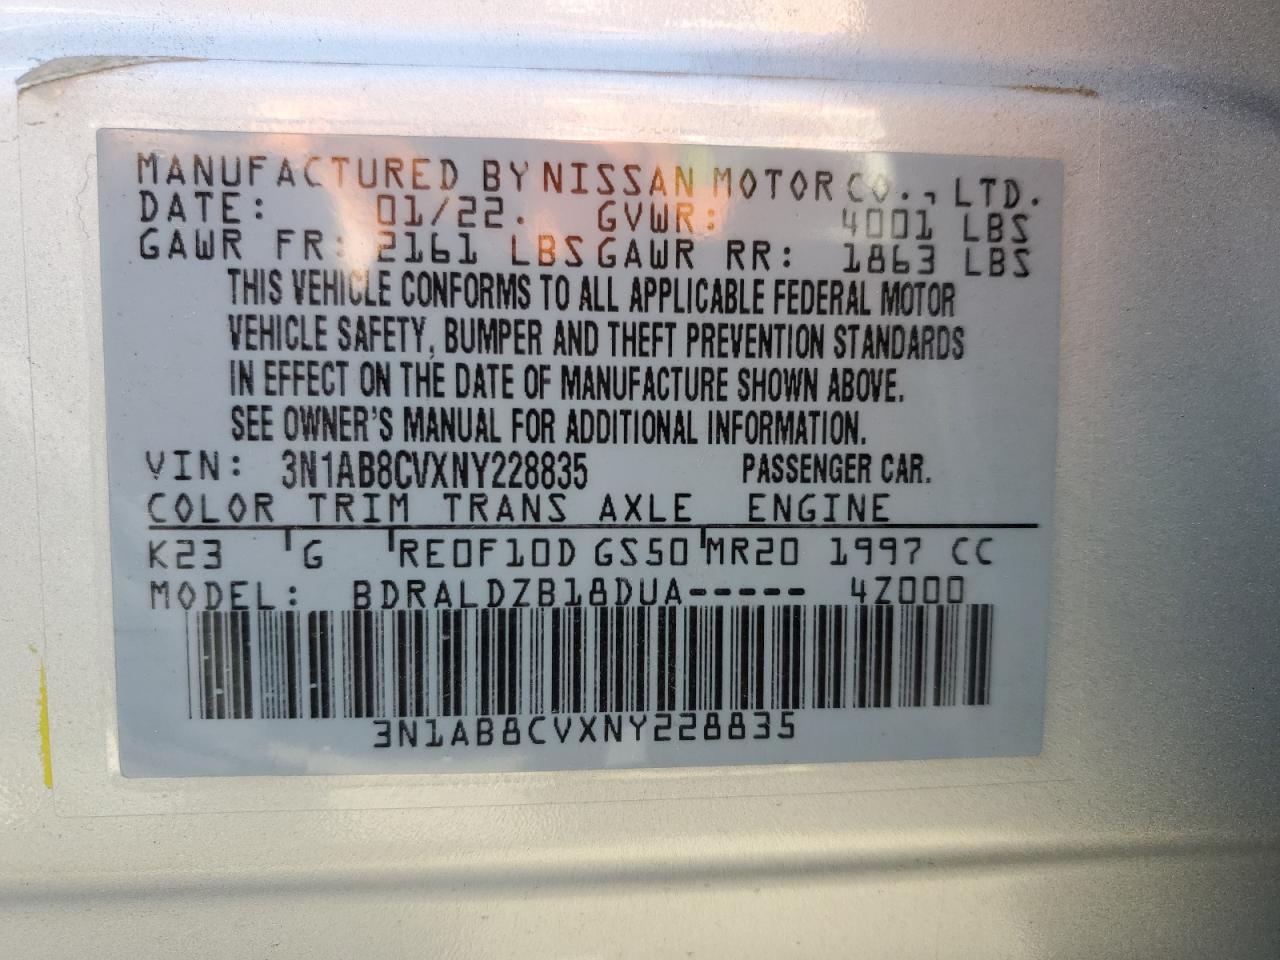 MANUFACTURED BY NISSAN MOTOR CO., LTD.
DATE: 01/22. GVWR: 4001 LBS
GAWR FR: 2161 LBS GAWR RR: 1863 LBS
THIS VEHICLE CONFORMS TO ALL APPLICABLE FEDERAL MOTOR
VEHICLE SAFETY, BUMPER AND THEFT PREVENTION STANDARDS
IN EFFECT ON THE DATE OF MANUFACTURE SHOWN ABOVE.
SEE OWNER'S MANUAL FOR ADDITIONAL INFORMATION.
VIN: 3N1AB8CVXNY228835 PASSENGER CAR.
COLOR TRIM TRANS AXLE ENGINE
K23 G RE0F10D GS50 MR20 1997 CC
MODEL: BDRALDZB18DUA----- 4Z000
3N1AB8CVXNY228835